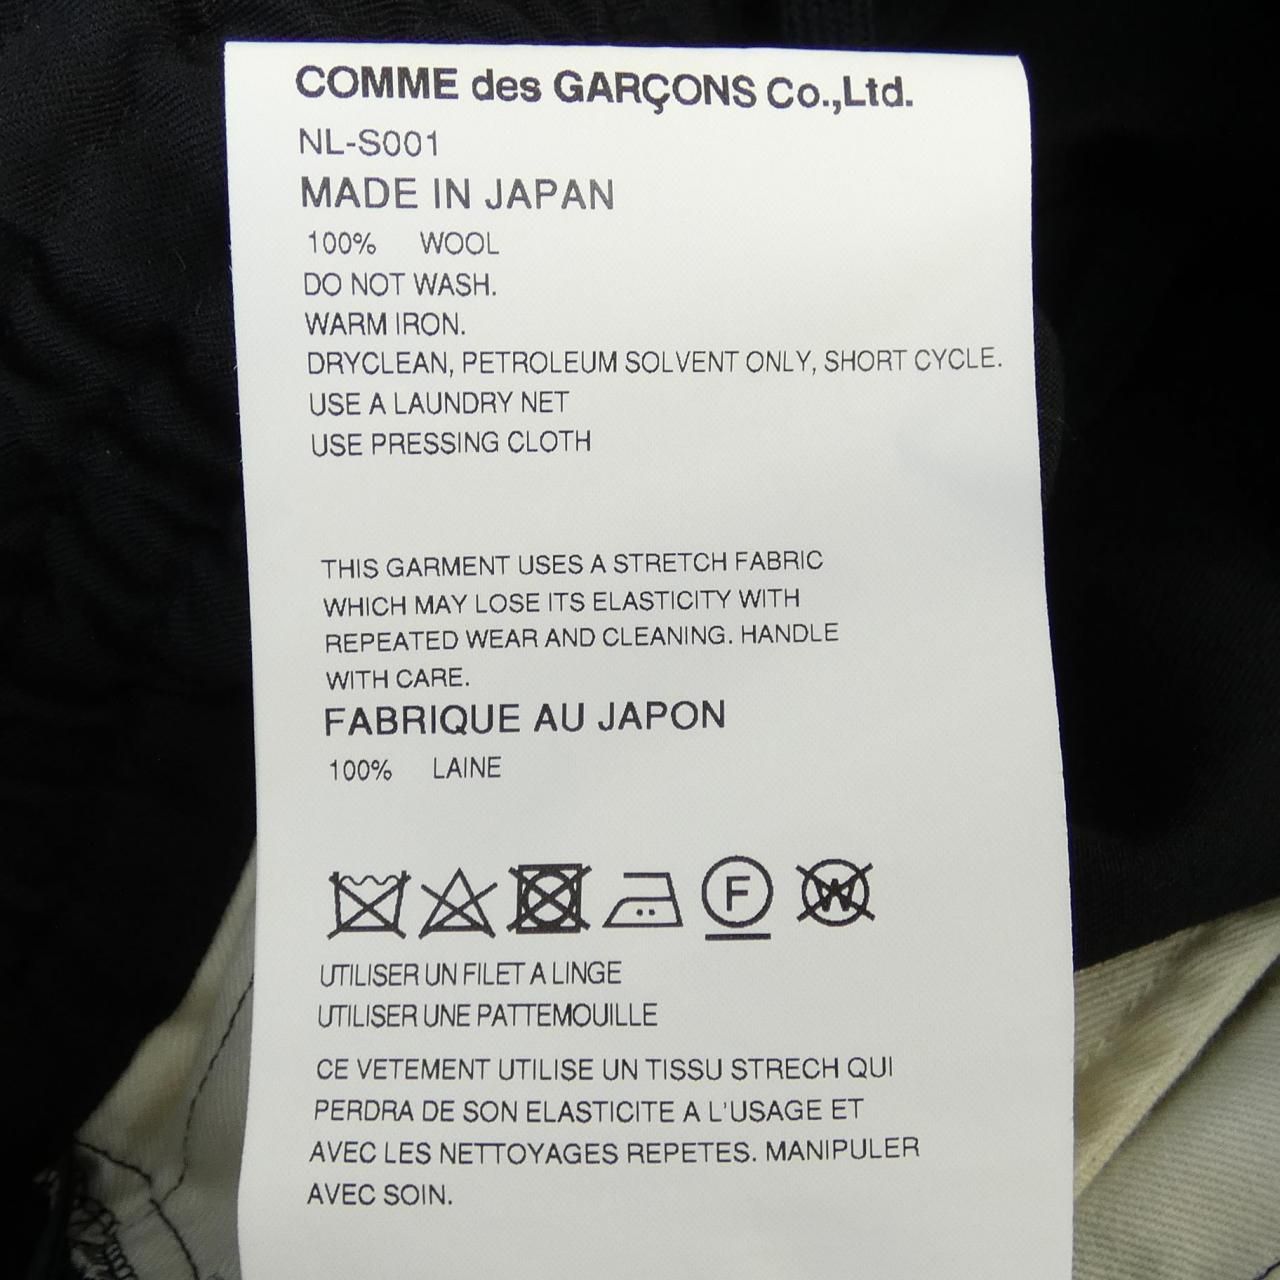 COMME des GARÇONS Co.,Ltd.
NL-S001
MADE IN JAPAN
100% WOOL
DO NOT WASH.
WARM IRON.
DRYCLEAN, PETROLEUM SOLVENT ONLY, SHORT CYCLE.
USE A LAUNDRY NET
USE PRESSING CLOTH
THIS GARMENT USES A STRETCH FABRIC
WHICH MAY LOSE ITS ELASTICITY WITH
REPEATED WEAR AND CLEANING. HANDLE
WITH CARE.
FABRIQUE AU JAPON
100% LAINE
F W
UTILISER UN FILET A LINGE
UTILISER UNE PATTEMOUILLE
CE VETEMENT UTILISE UN TISSU STRECH QUI
PERDRA DE SON ELASTICITE A L'USAGE ET
AVEC LES NETTOYAGES REPETES. MANIPULER
AVEC SOIN.